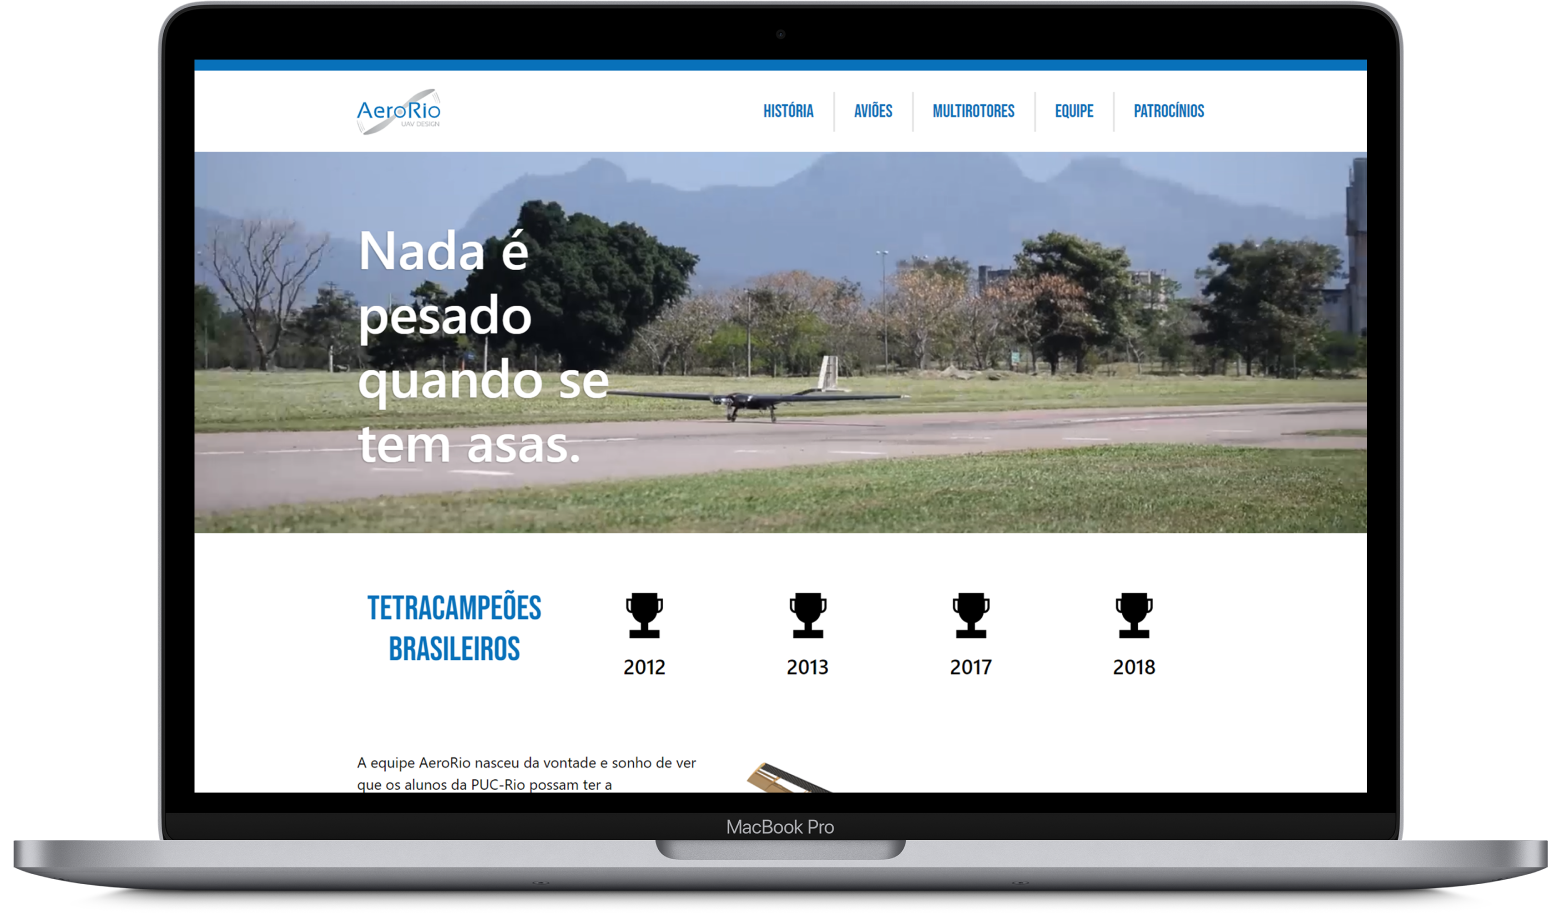 AeroRio
UAV DESIGN
HISTÓRIA
AVIÕES
MULTIROTORES
EQUIPE
PATROCÍNIOS
Nada é
pesado
quando se
tem asas.
TETRACAMPEÕES
BRASILEIROS
2012
2013
2017
2018
A equipe AeroRio nasceu da vontade e sonho de ver
que os alunos da PUC-Rio possam ter a
MacBook Pro